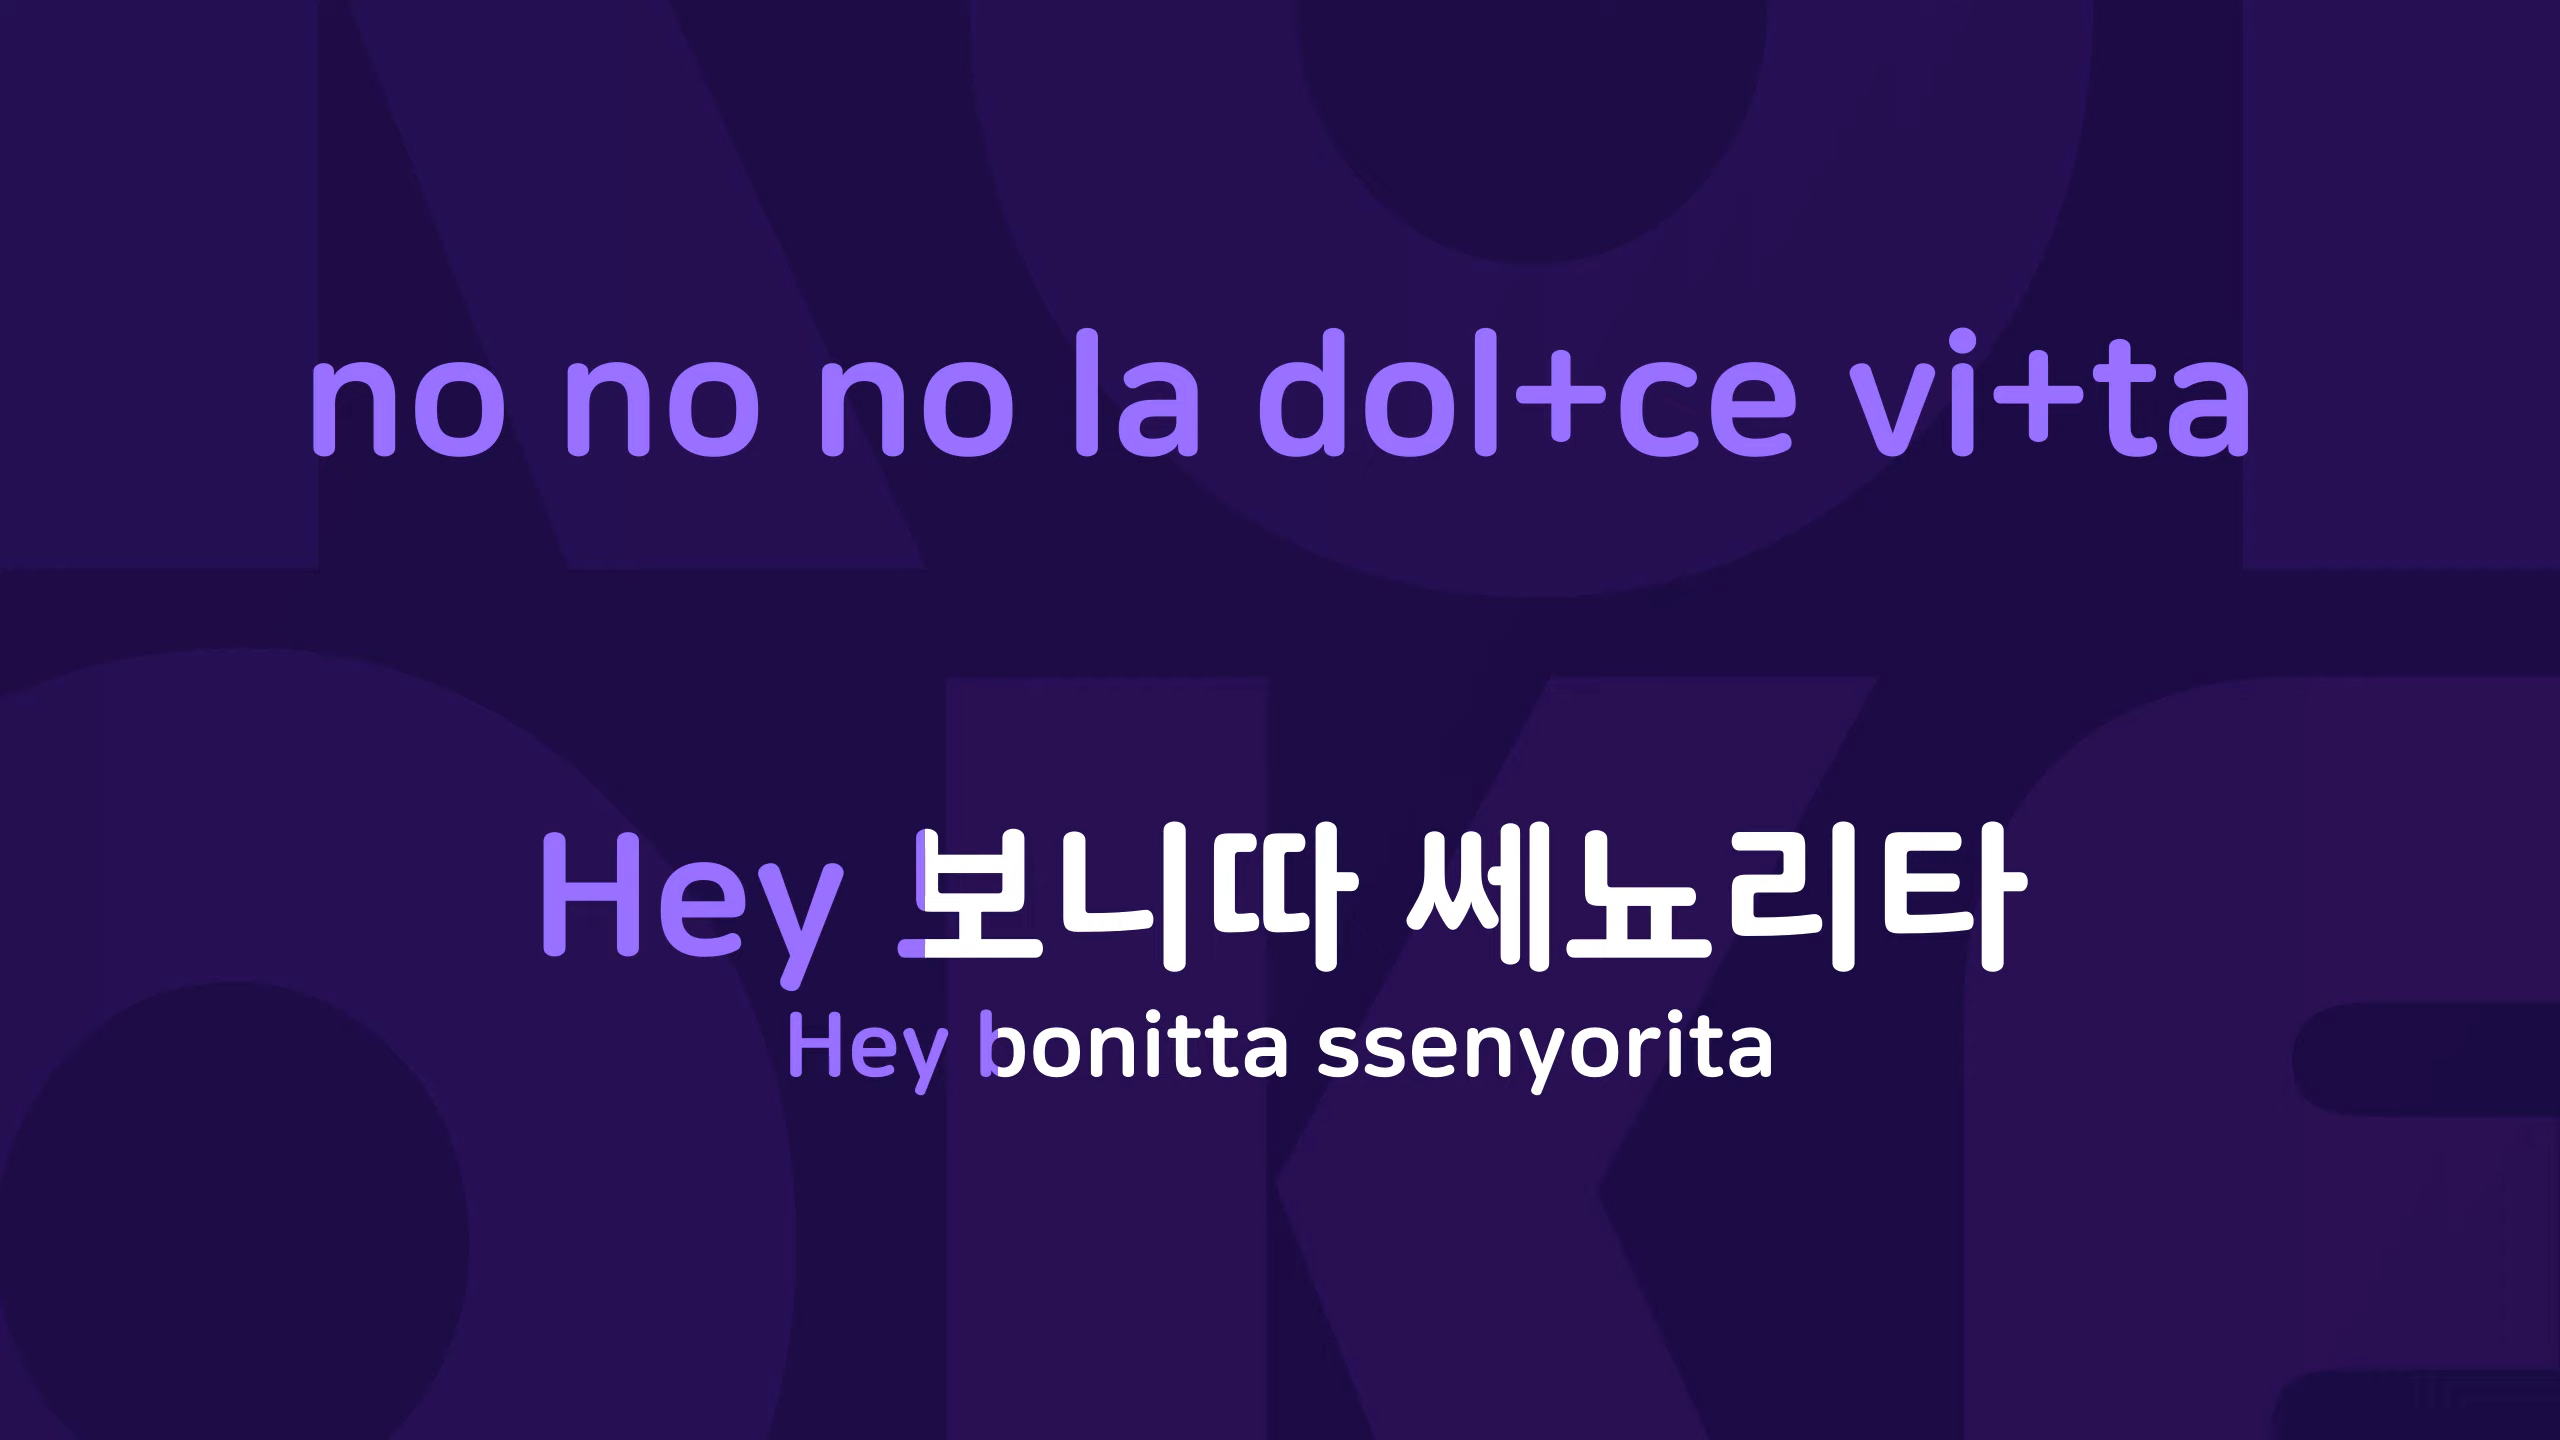 no no no la dol+ce vi+ta
Hey 보니따 쎄뇨리타
Hey bonitta ssenyorita